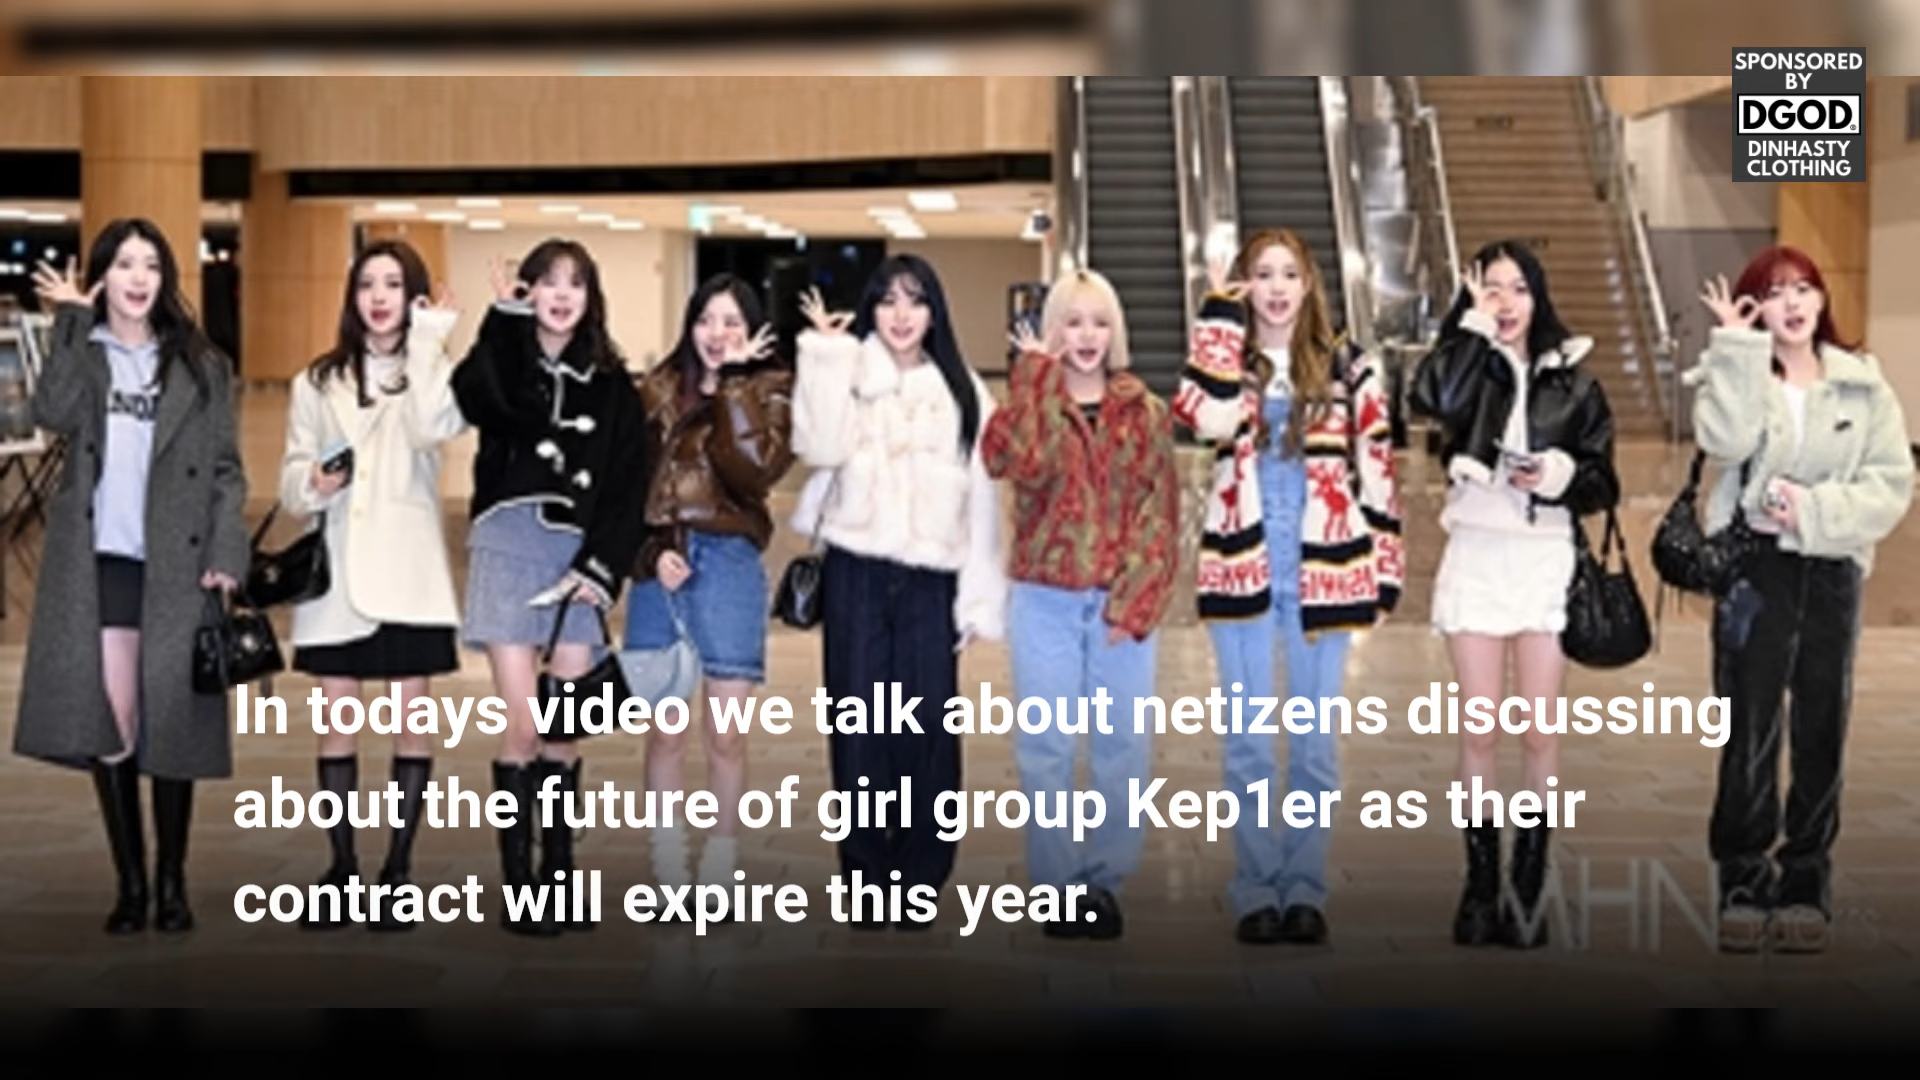 SPONSORED
BY
DGOD
DINHASTY
CLOTHING
In todays video we talk about netizens discussing
about the future of girl group Kep1er as their
contract will expire this year.
MHN